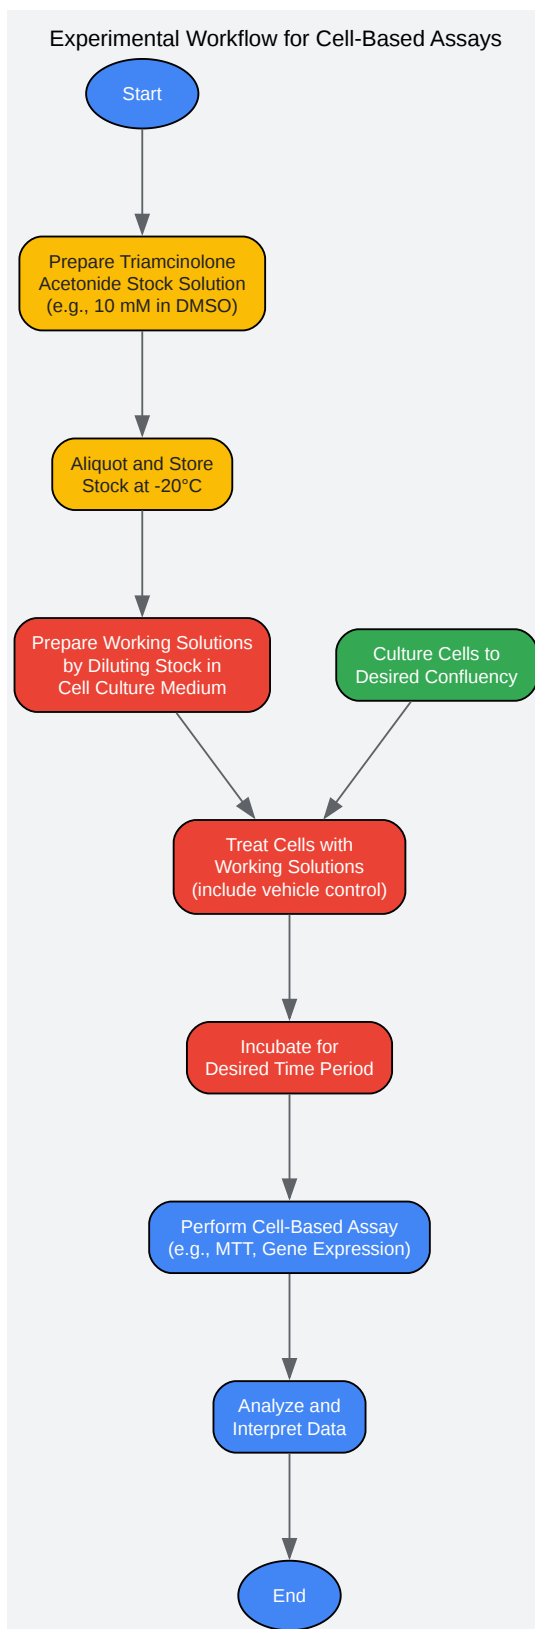 Experimental Workflow for Cell-Based Assays
Start
Prepare Triamcinolone
Acetonide Stock Solution
(e.g., 10 mM in DMSO)
Aliquot and Store
Stock at -20°C
Prepare Working Solutions
by Diluting Stock in
Cell Culture Medium
Culture Cells to
Desired Confluency
Treat Cells with
Working Solutions
(include vehicle control)
Incubate for
Desired Time Period
Perform Cell-Based Assay
(e.g., MTT, Gene Expression)
Analyze and
Interpret Data
End